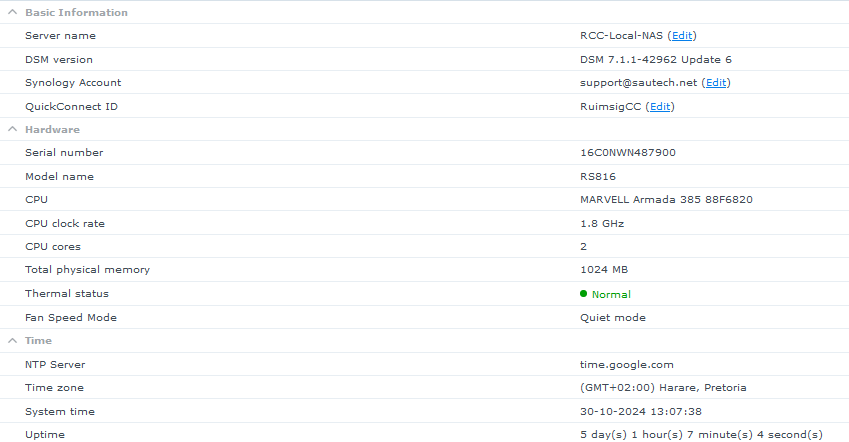 Basic Information
Server name RCC-Local-NAS (Edit)
DSM version DSM 7.1.1-42962 Update 6
Synology Account support@sautech.net (Edit)
QuickConnect ID RuimsigCC (Edit)
Hardware
Serial number 16C0NWN487900
Model name RS816
CPU MARVELL Armada 385 88F6820
CPU clock rate 1.8 GHz
CPU cores 2
Total physical memory 1024 MB
Thermal status Normal
Fan Speed Mode Quiet mode
Time
NTP Server time.google.com
Time zone (GMT+02:00) Harare, Pretoria
System time 30-10-2024 13:07:38
Uptime 5 day(s) 1 hour(s) 7 minute(s) 4 second(s)